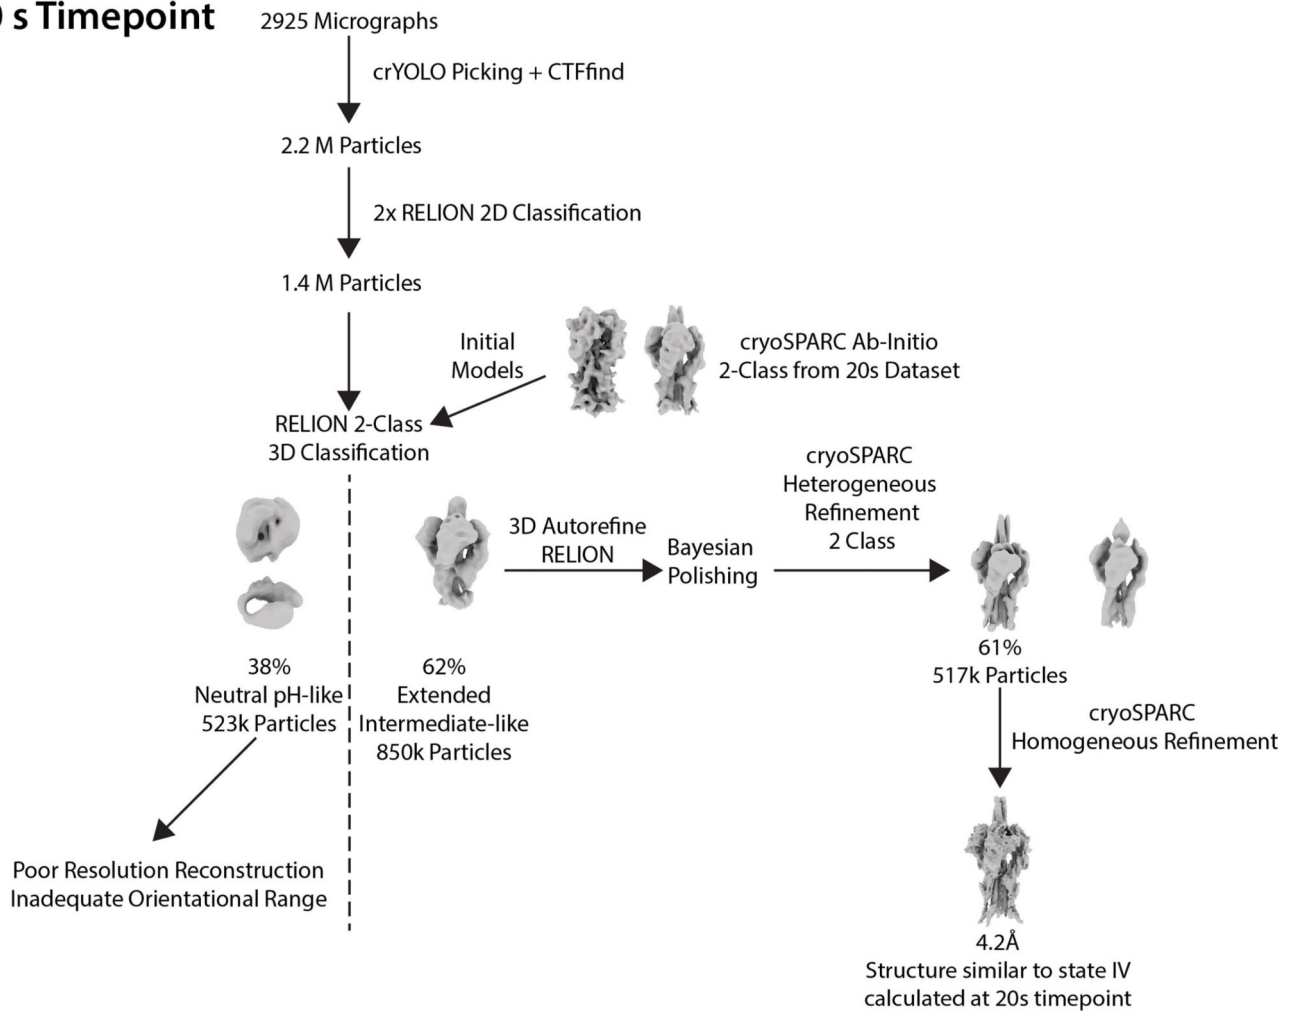 s Timepoint
2925 Micrographs
crYOLO Picking + CTFfind
2.2 M Particles
2x RELION 2D Classification
1.4 M Particles
Initial
Models
cryoSPARC Ab-Initio
2-Class from 20s Dataset
RELION 2-Class
3D Classification
3D Autorefine
RELION
Bayesian
Polishing
cryoSPARC
Heterogeneous
Refinement
2 Class
38%
Neutral pH-like
523k Particles
62%
Extended
Intermediate-like
850k Particles
61%
517k Particles
cryoSPARC
Homogeneous Refinement
Poor Resolution Reconstruction
Inadequate Orientational Range
4.2Å
Structure similar to state IV
calculated at 20s timepoint